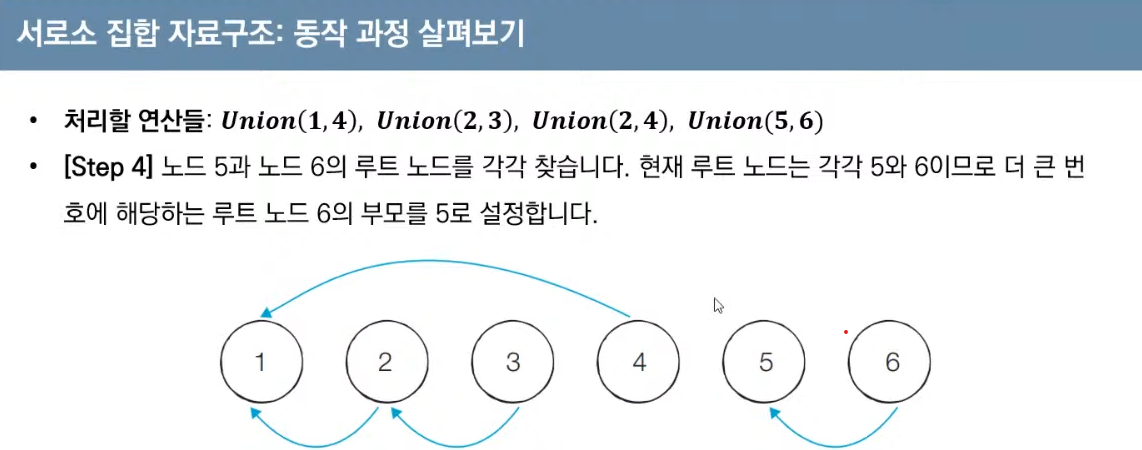 서로소 집합 자료구조: 동작 과정 살펴보기
• 처리할 연산들: Union(1,4), Union(2,3), Union(2,4), Union(5,6)
• [Step 4] 노드 5과 노드 6의 루트 노드를 각각 찾습니다. 현재 루트 노드는 각각 5와 6이므로 더 큰 번
호에 해당하는 루트 노드 6의 부모를 5로 설정합니다.
1 2 3 4 5 6